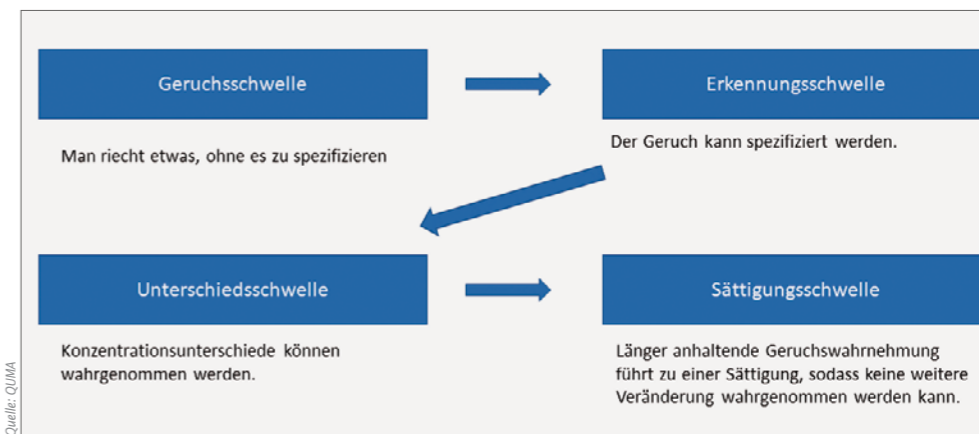 Geruchsschwelle
Man riecht etwas, ohne es zu spezifizieren
Erkennungsschwelle
Der Geruch kann spezifiziert werden.
Unterschiedsschwelle
Konzentrationsunterschiede können
wahrgenommen werden.
Sättigungsschwelle
Länger anhaltende Geruchswahrnehmung
führt zu einer Sättigung, sodass keine weitere
Veränderung wahrgenommen werden kann.
Quelle: QUMA